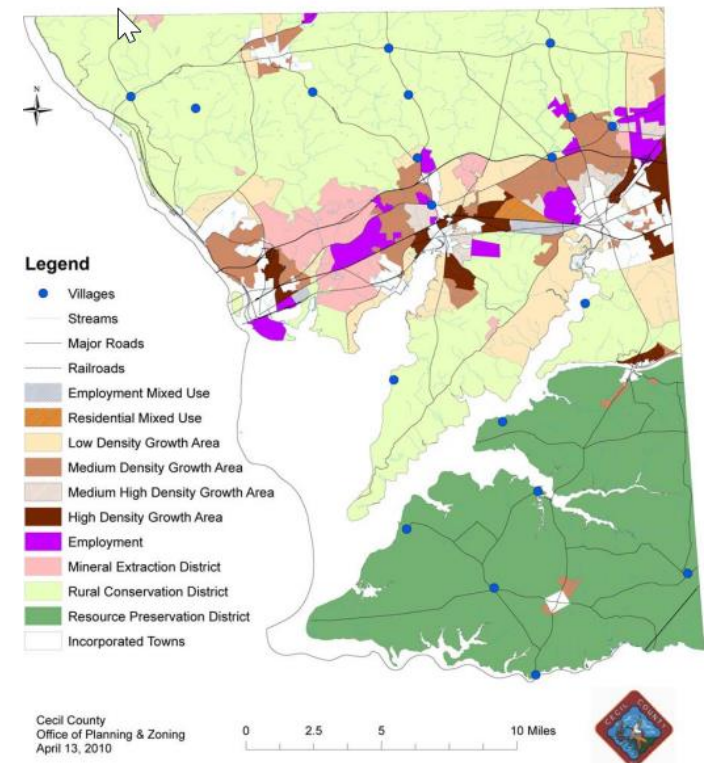 N
Legend
Villages
Streams
Major Roads
Railroads
Employment Mixed Use
Residential Mixed Use
Low Density Growth Area
Medium Density Growth Area
Medium High Density Growth Area
High Density Growth Area
Employment
Mineral Extraction District
Rural Conservation District
Resource Preservation District
Incorporated Towns
Cecil County
Office of Planning & Zoning
April 13, 2010
0 2.5 5 10 Miles
CECIL COUNTY